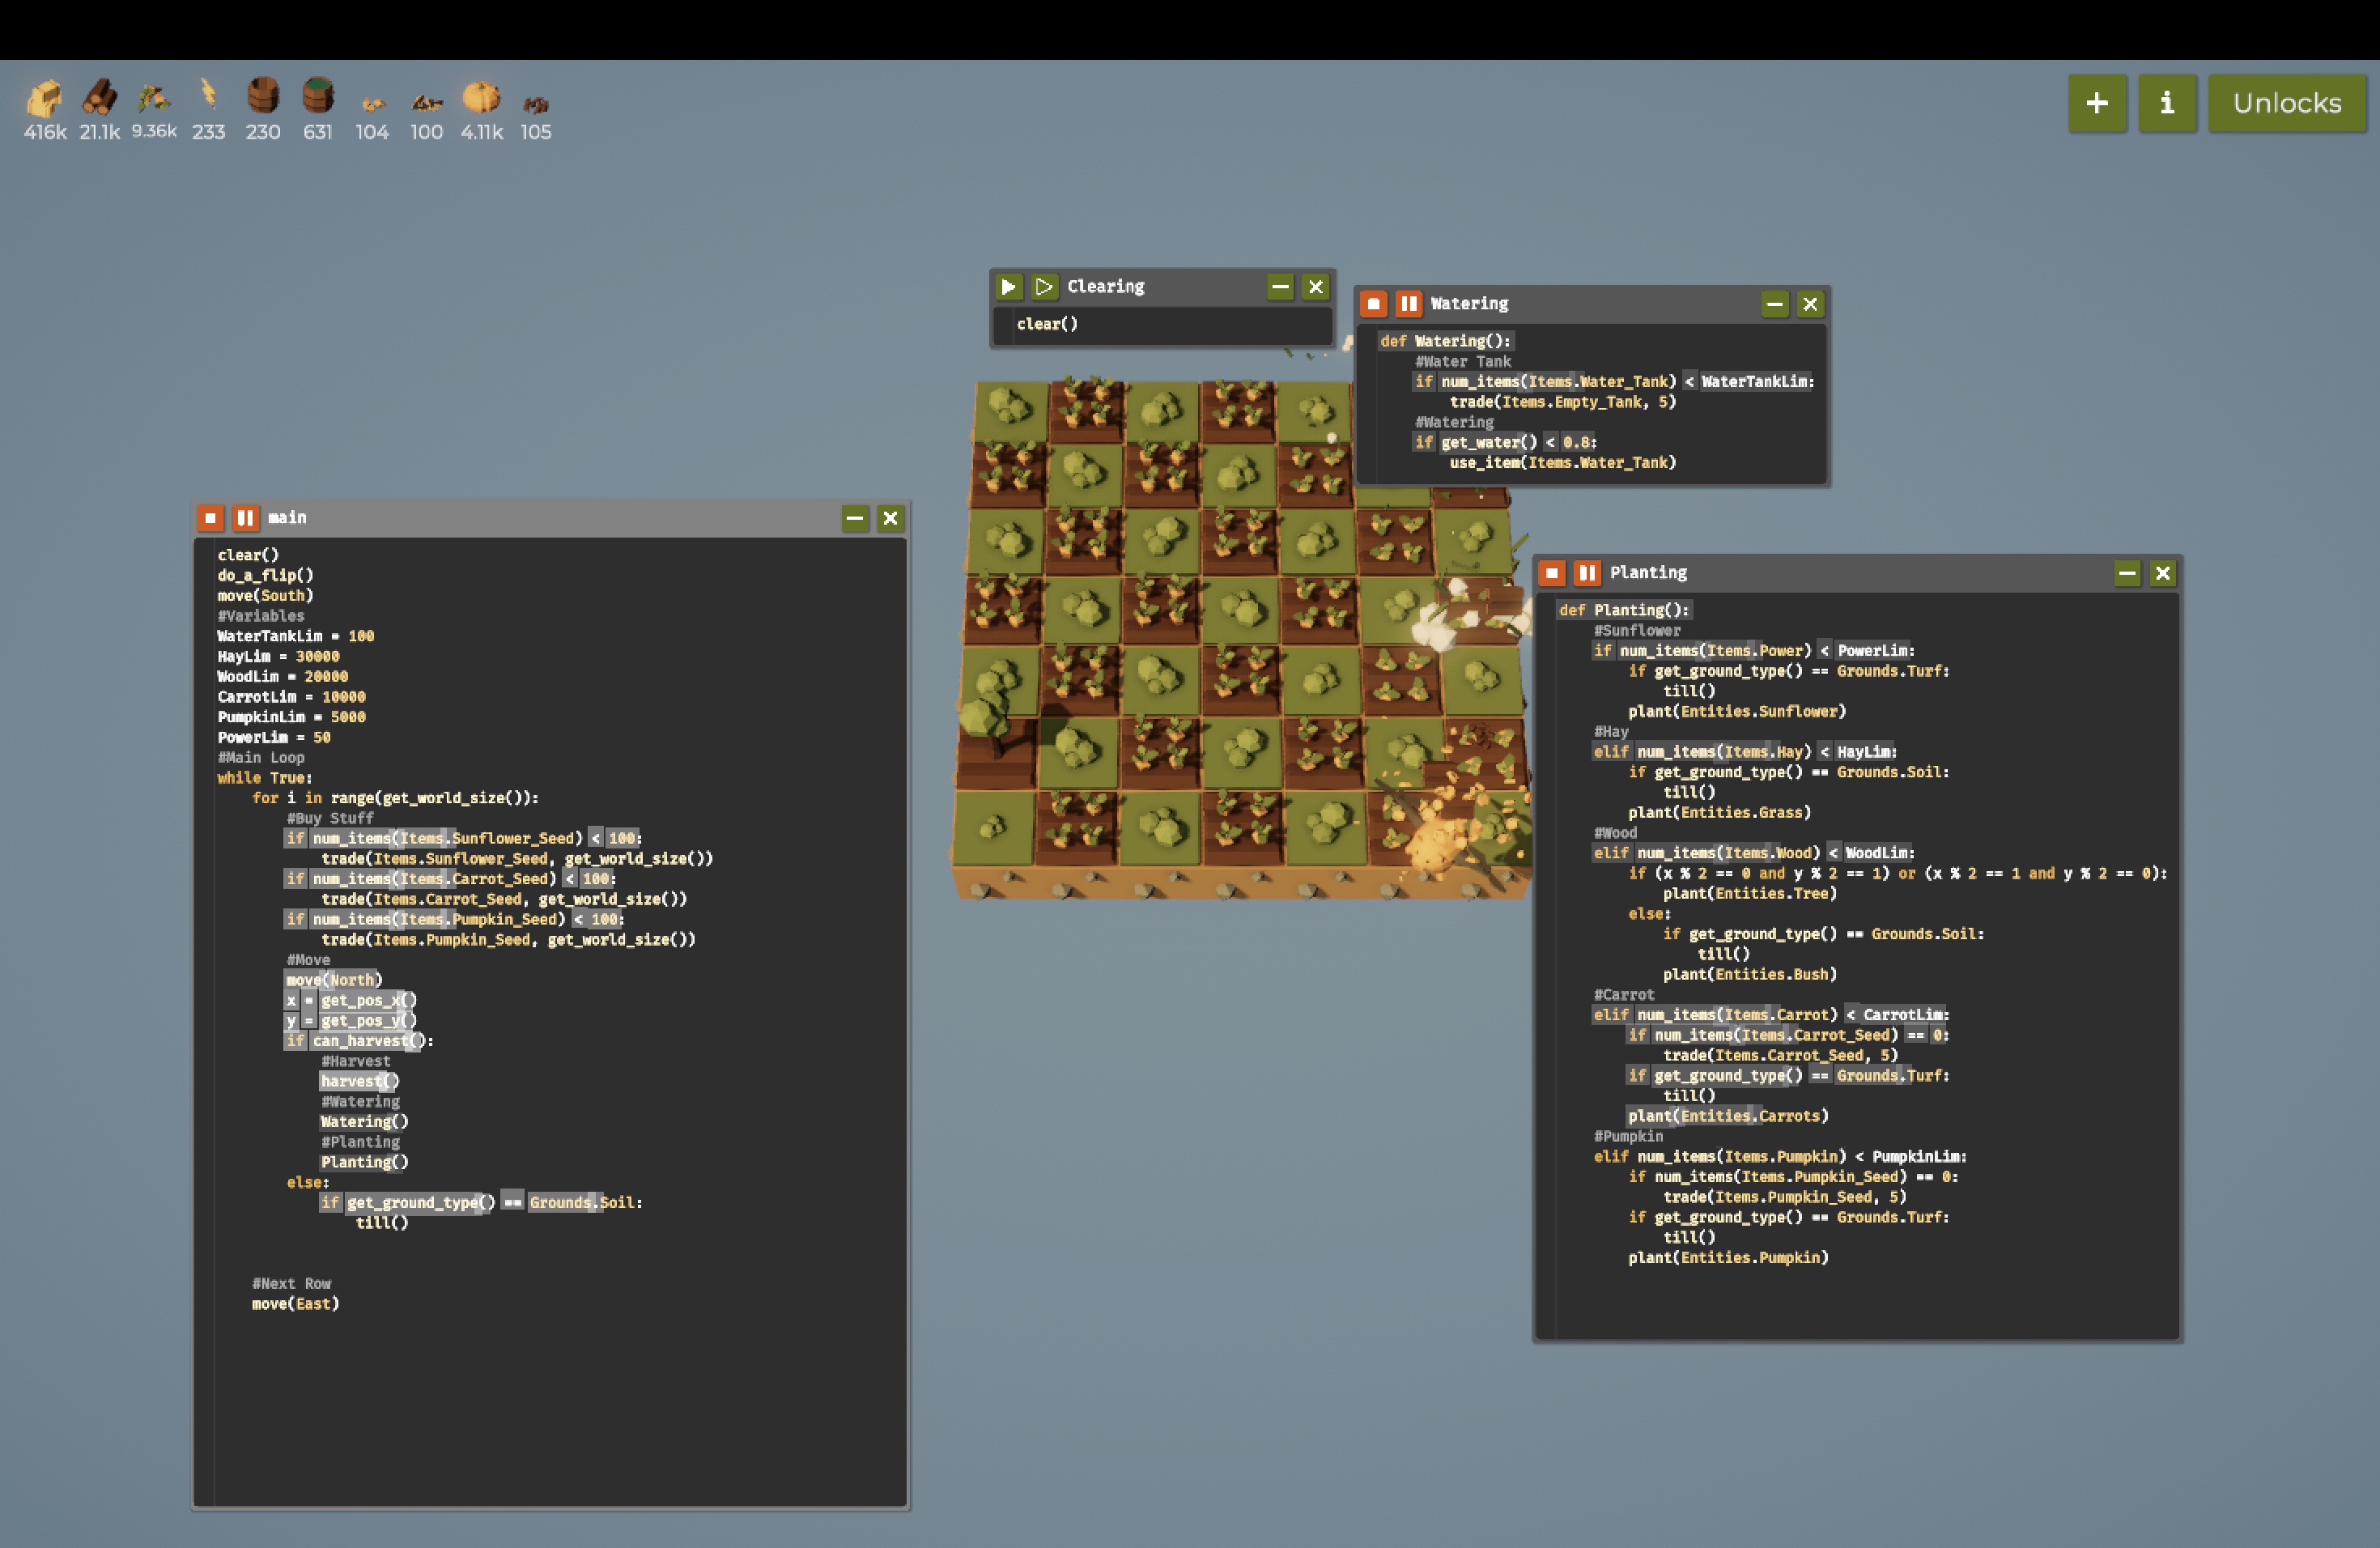 416k 21.1k 9.36k 233 230 631 104 100 4.11k 105
+ i Unlocks
Clearing
clear()
Watering
def Watering():
#Water Tank
if num_items(Items.Water_Tank) < WaterTankLim:
trade(Items.Empty_Tank, 5)
#Watering
if get_water() < 0.8:
use_item(Items.Water_Tank)
main
clear()
do_a_flip()
move(South)
#Variables
WaterTankLim = 100
HayLim = 30000
WoodLim = 20000
CarrotLim = 10000
PumpkinLim = 5000
PowerLim = 50
#Main Loop
while True:
for i in range(get_world_size()):
#Buy Stuff
if num_items(Items.Sunflower_Seed) < 100:
trade(Items.Sunflower_Seed, get_world_size())
if num_items(Items.Carrot_Seed) < 100:
trade(Items.Carrot_Seed, get_world_size())
if num_items(Items.Pumpkin_Seed) < 100:
trade(Items.Pumpkin_Seed, get_world_size())
#Move
move(North)
x = get_pos_x()
y = get_pos_y()
if can_harvest():
#Harvest
harvest()
#Watering
Watering()
#Planting
Planting()
else:
if get_ground_type() == Grounds.Soil:
till()
#Next Row
move(East)
Planting
def Planting():
#Sunflower
if num_items(Items.Power) < PowerLim:
if get_ground_type() == Grounds.Turf:
till()
plant(Entities.Sunflower)
#Hay
elif num_items(Items.Hay) < HayLim:
if get_ground_type() == Grounds.Soil:
till()
plant(Entities.Grass)
#Wood
elif num_items(Items.Wood) < WoodLim:
if (x % 2 == 0 and y % 2 == 1) or (x % 2 == 1 and y % 2 == 0):
plant(Entities.Tree)
else:
if get_ground_type() == Grounds.Soil:
till()
plant(Entities.Bush)
#Carrot
elif num_items(Items.Carrot) < CarrotLim:
if num_items(Items.Carrot_Seed) == 0:
trade(Items.Carrot_Seed, 5)
if get_ground_type() == Grounds.Turf:
till()
plant(Entities.Carrots)
#Pumpkin
elif num_items(Items.Pumpkin) < PumpkinLim:
if num_items(Items.Pumpkin_Seed) == 0:
trade(Items.Pumpkin_Seed, 5)
if get_ground_type() == Grounds.Turf:
till()
plant(Entities.Pumpkin)